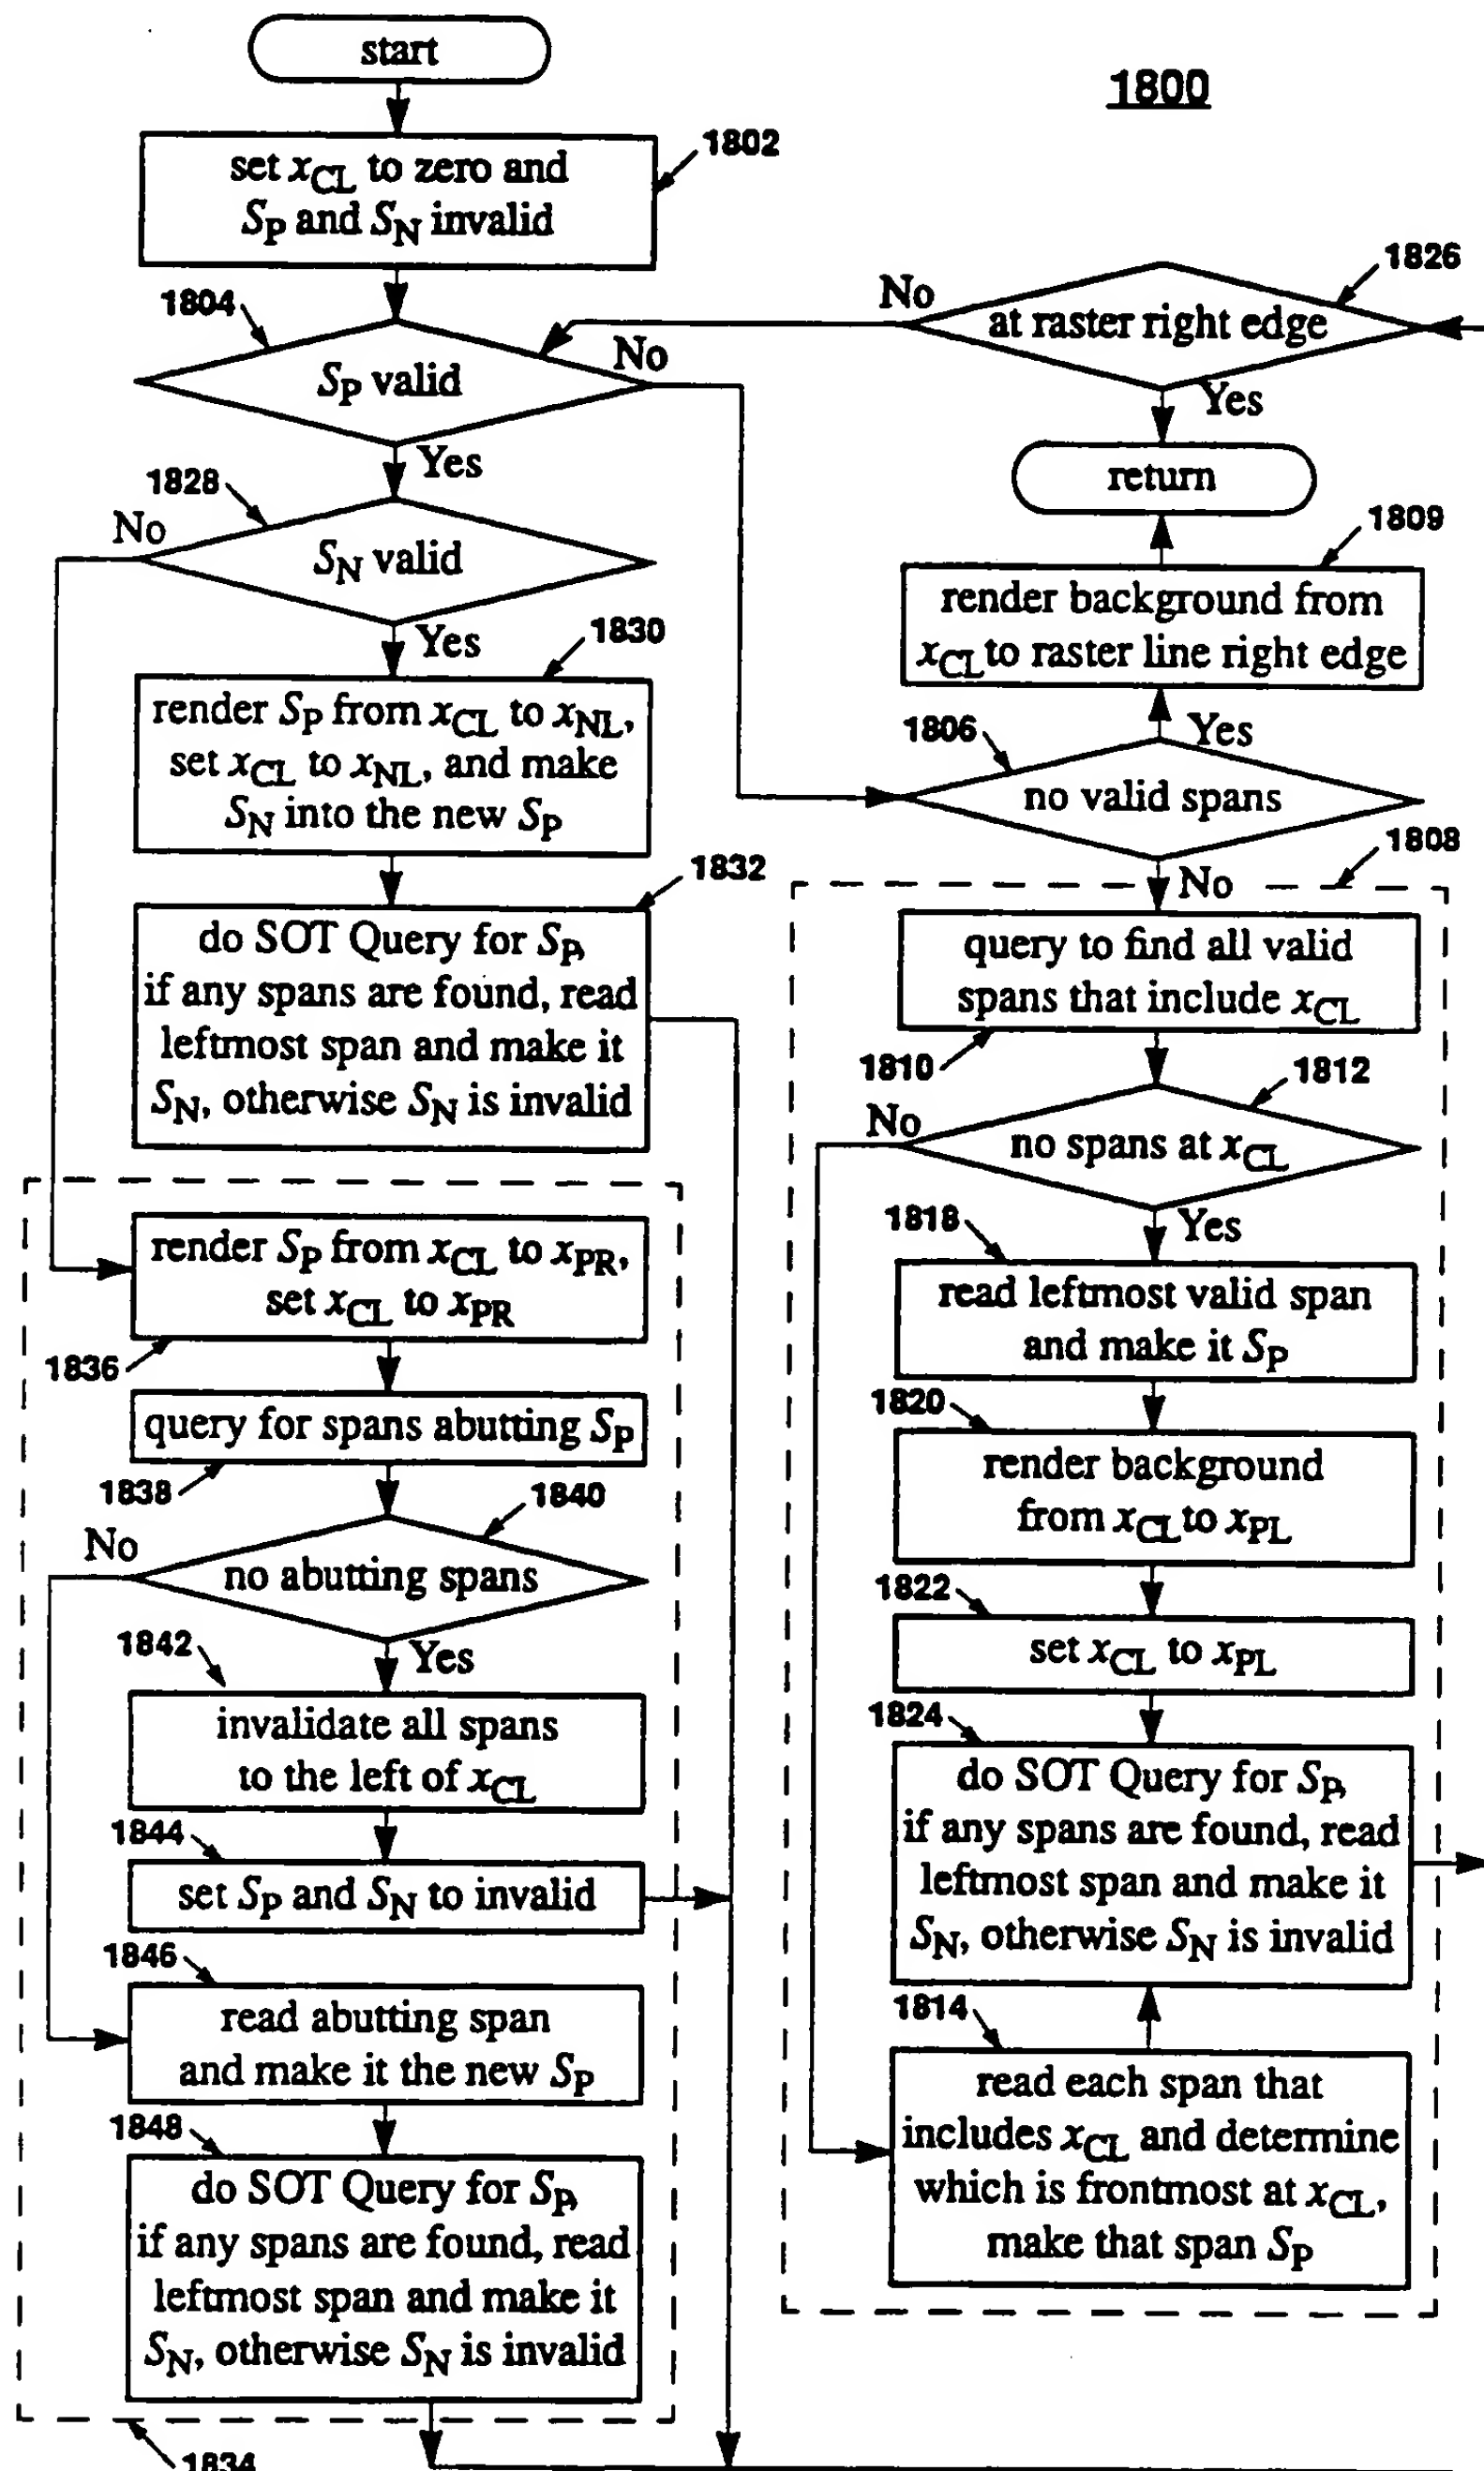 start
1800
1802
set xCL to zero and
SP and SN invalid
1804
SP valid
No
Yes
1828
No
SN valid
Yes
1830
render SP from xCL to xNL,
set xCL to xNL, and make
SN into the new SP
1832
do SOT Query for SP,
if any spans are found, read
leftmost span and make it
SN, otherwise SN is invalid
render SP from xCL to xPR,
set xCL to xPR
1836
query for spans abutting SP
1838
1840
No
no abutting spans
Yes
1842
invalidate all spans
to the left of xCL
1844
set SP and SN to invalid
1846
read abutting span
and make it the new SP
1848
do SOT Query for SP,
if any spans are found, read
leftmost span and make it
SN, otherwise SN is invalid
1834
1826
No
at raster right edge
Yes
return
1809
render background from
xCL to raster line right edge
1806
Yes
no valid spans
1808
No
query to find all valid
spans that include xCL
1810
1812
No
no spans at xCL
Yes
1818
read leftmost valid span
and make it SP
1820
render background
from xCL to xPL
1822
set xCL to xPL
1824
do SOT Query for SP,
if any spans are found, read
leftmost span and make it
SN, otherwise SN is invalid
1814
read each span that
includes xCL and determine
which is frontmost at xCL,
make that span SP